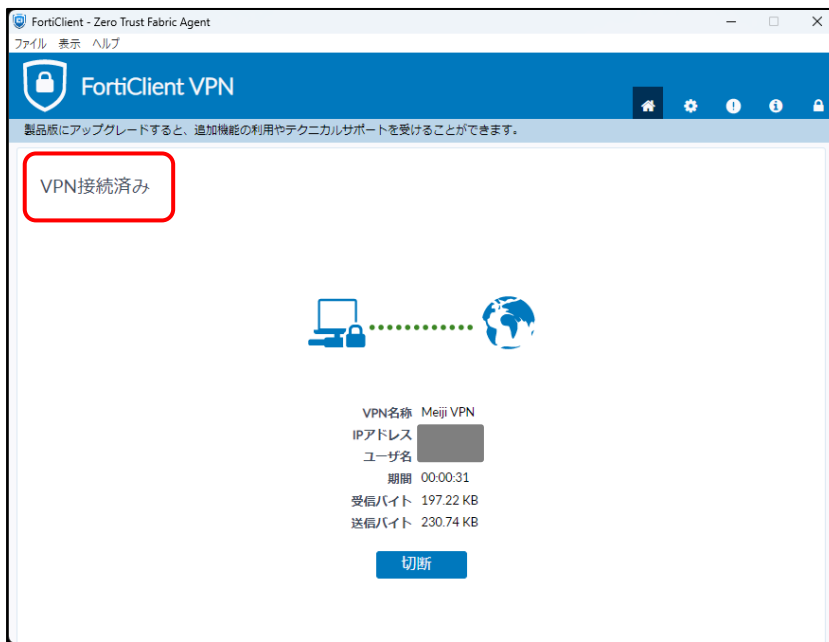 FortiClient - Zero Trust Fabric Agent
ファイル 表示 ヘルプ
FortiClient VPN
製品版にアップグレードすると、追加機能の利用やテクニカルサポートを受けることができます。
VPN接続済み
VPN名称 Meiji VPN
IPアドレス
ユーザ名
期間 00:00:31
受信バイト 197.22 KB
送信バイト 230.74 KB
切断